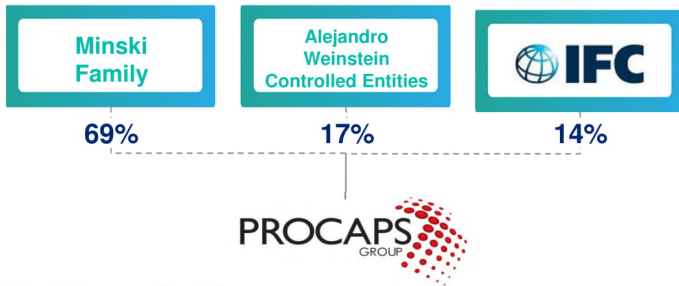 Minski
Family
Alejandro
Weinstein
Controlled Entities
IFC
69%
17%
14%
PROCAPS
GROUP